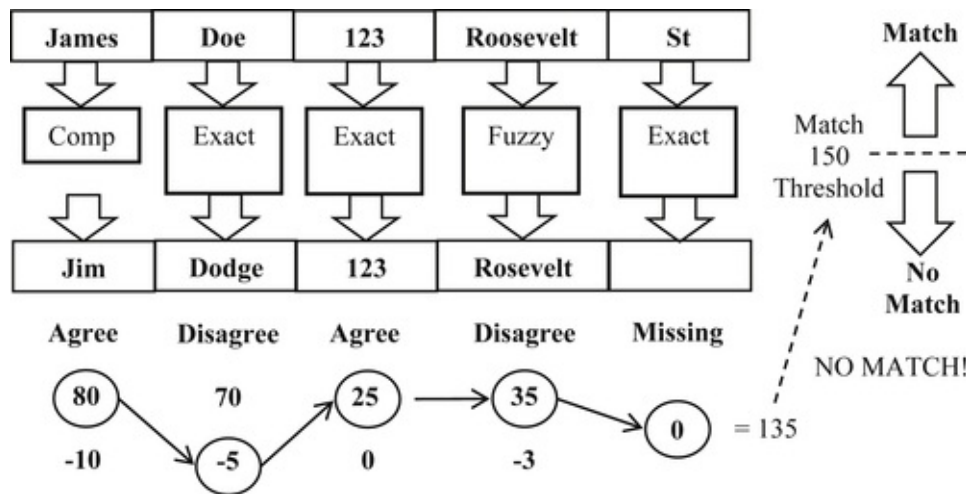 James Doe 123 Roosevelt St
Comp Exact Exact Fuzzy Exact
Jim Dodge 123 Rosevelt
Agree Disagree Agree Disagree Missing
80 70 25 35 0 = 135
-10 -5 0 -3
Match
Match
150
Threshold
No
Match
NO MATCH!